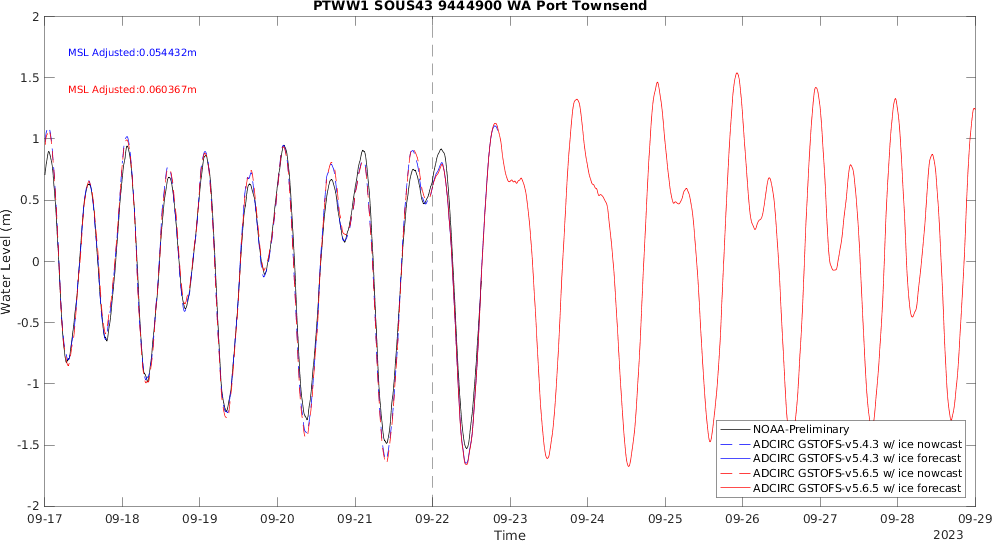 PTWW1 SOUS43 9444900 WA Port Townsend
2
1.5
1
0.5
0
-0.5
-1
-1.5
-2
Water Level (m)
MSL Adjusted:0.054432m
MSL Adjusted:0.060367m
NOAA-Preliminary
ADCIRC GSTOFS-v5.4.3 w/ ice nowcast
ADCIRC GSTOFS-v5.4.3 w/ ice forecast
ADCIRC GSTOFS-v5.6.5 w/ ice nowcast
ADCIRC GSTOFS-v5.6.5 w/ ice forecast
09-17 09-18 09-19 09-20 09-21 09-22 09-23 09-24 09-25 09-26 09-27 09-28 09-29
Time
2023